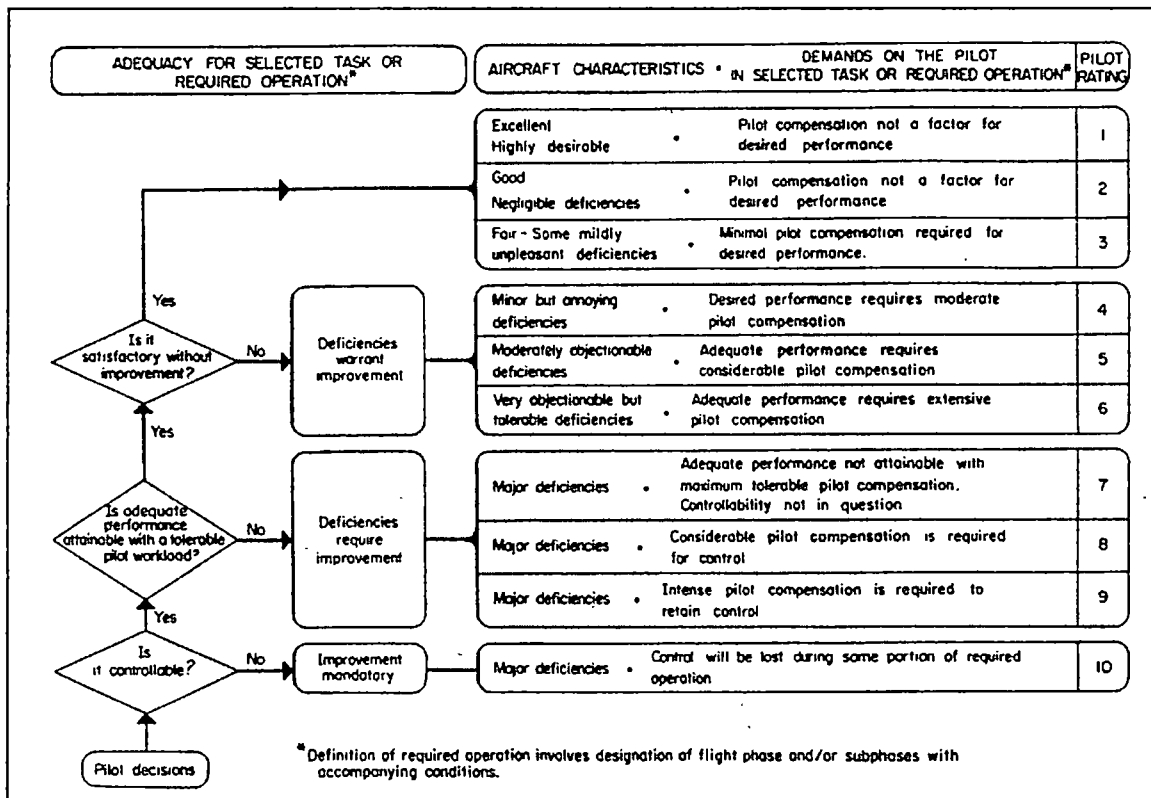 ADEQUACY FOR SELECTED TASK OR
REQUIRED OPERATION*
AIRCRAFT CHARACTERISTICS •
DEMANDS ON THE PILOT
IN SELECTED TASK OR REQUIRED OPERATION*
PILOT
RATING
Excellent
Highly desirable
• Pilot compensation not a factor for
desired performance
1
Good
Negligible deficiencies
• Pilot compensation not a factor for
desired performance
2
Fair - Some mildly
unpleasant deficiencies
• Minimal pilot compensation required for
desired performance.
3
Yes
Is it
satisfactory without
improvement?
No
Deficiencies
warrant
improvement
Minor but annoying
deficiencies
• Desired performance requires moderate
pilot compensation
4
Moderately objectionable
deficiencies
• Adequate performance requires
considerable pilot compensation
5
Very objectionable but
tolerable deficiencies
• Adequate performance requires extensive
pilot compensation
6
Yes
Is adequate
performance
attainable with a tolerable
pilot workload?
No
Deficiencies
require
improvement
Major deficiencies
• Adequate performance not attainable with
maximum tolerable pilot compensation.
Controllability not in question
7
Major deficiencies
• Considerable pilot compensation is required
for control
8
Major deficiencies
• Intense pilot compensation is required to
retain control
9
Yes
Is
it controllable?
No
Improvement
mandatory
Major deficiencies
• Control will be lost during some portion of required
operation
10
Pilot decisions
*Definition of required operation involves designation of flight phase and/or subphases with
accompanying conditions.